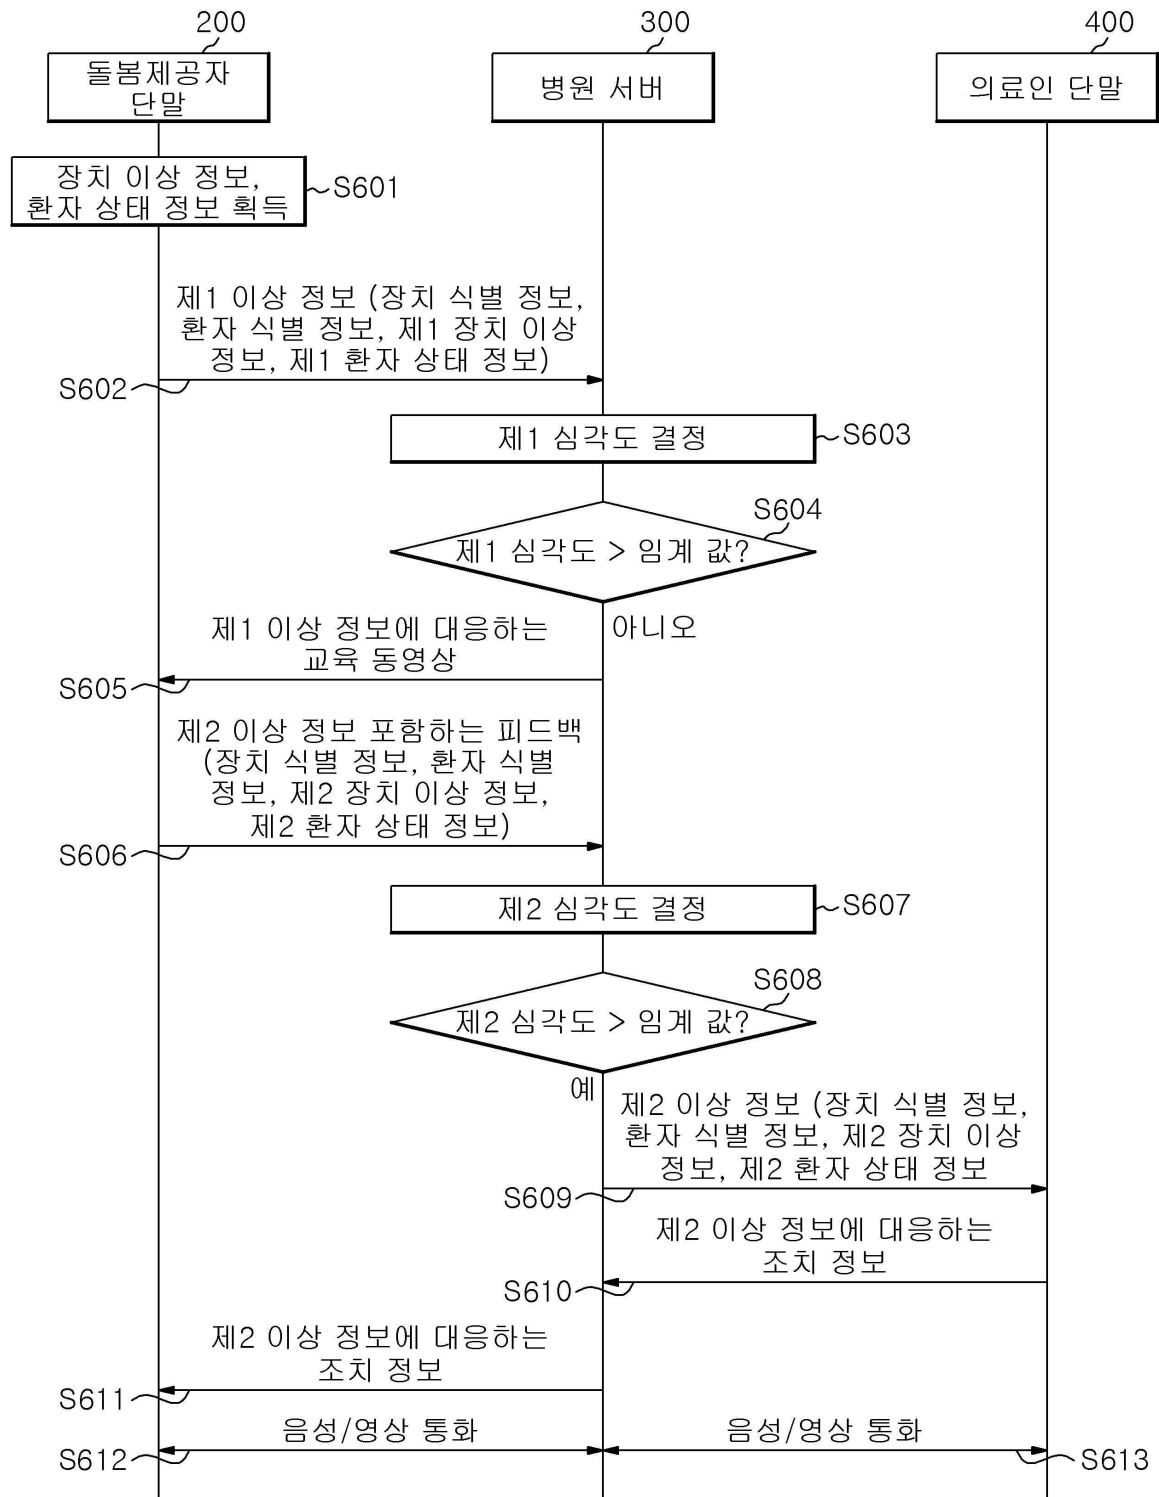 200
300
400
돌봄제공자
단말
병원 서버
의료인 단말
장치 이상 정보,
환자 상태 정보 획득
S601
제1 이상 정보 (장치 식별 정보,
환자 식별 정보, 제1 장치 이상
정보, 제1 환자 상태 정보)
S602
제1 심각도 결정
S603
S604
제1 심각도 > 임계 값?
아니오
제1 이상 정보에 대응하는
교육 동영상
S605
제2 이상 정보 포함하는 피드백
(장치 식별 정보, 환자 식별
정보, 제2 장치 이상 정보,
제2 환자 상태 정보)
S606
제2 심각도 결정
S607
S608
제2 심각도 > 임계 값?
예
제2 이상 정보 (장치 식별 정보,
환자 식별 정보, 제2 장치 이상
정보, 제2 환자 상태 정보
S609
제2 이상 정보에 대응하는
조치 정보
S610
제2 이상 정보에 대응하는
조치 정보
S611
음성/영상 통화
음성/영상 통화
S612
S613